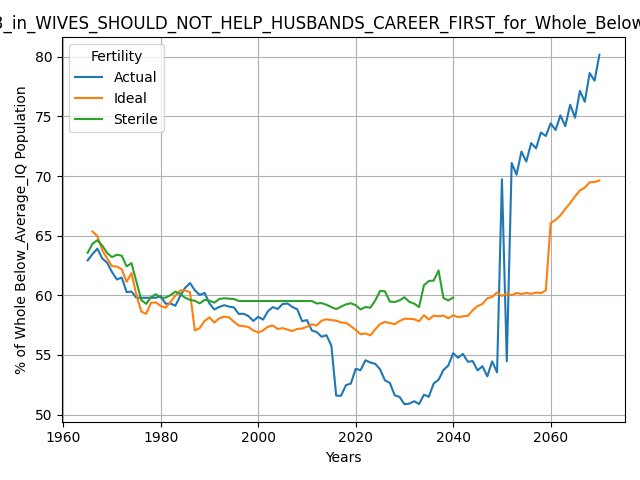 _in_WIVES_SHOULD_NOT_HELP_HUSBANDS_CAREER_FIRST_for_Whole_Below
Fertility
Actual
Ideal
Sterile
% of Whole Below_Average_IQ Population
80
75
70
65
60
55
50
1960 1980 2000 2020 2040 2060
Years